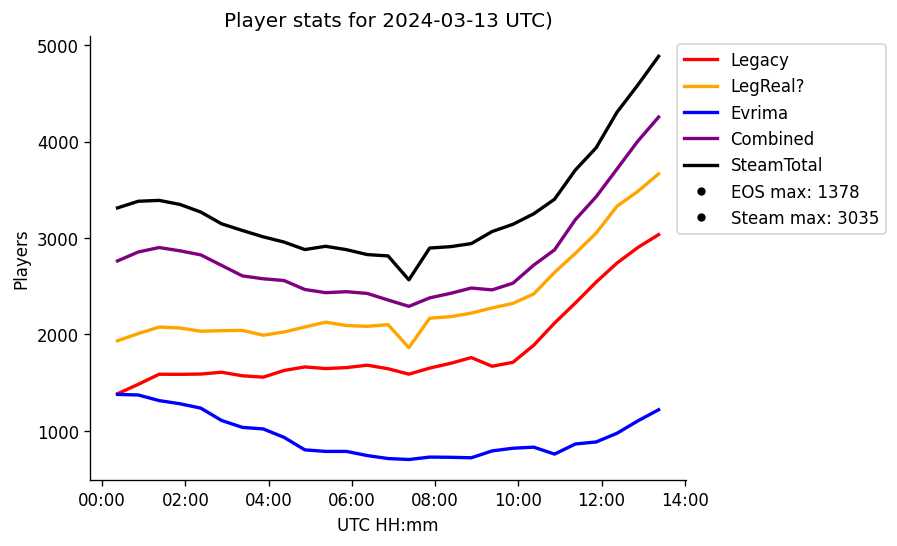 Player stats for 2024-03-13 UTC)
5000
4000
3000
2000
1000
Players
00:00 02:00 04:00 06:00 08:00 10:00 12:00 14:00
UTC HH:mm
Legacy
LegReal?
Evrima
Combined
SteamTotal
EOS max: 1378
Steam max: 3035